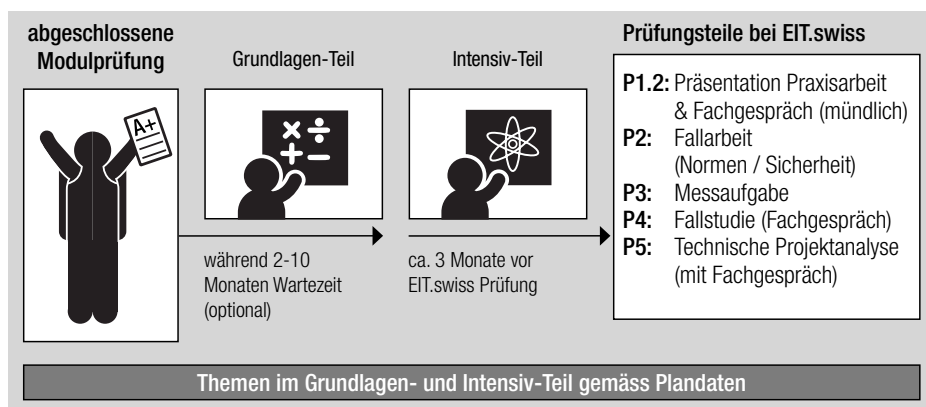 abgeschlossene
Modulprüfung
A+
Grundlagen-Teil
während 2-10
Monaten Wartezeit
(optional)
Intensiv-Teil
ca. 3 Monate vor
EIT.swiss Prüfung
Prüfungsteile bei EIT.swiss
P1.2: Präsentation Praxisarbeit
& Fachgespräch (mündlich)
P2: Fallarbeit
(Normen / Sicherheit)
P3: Messaufgabe
P4: Fallstudie (Fachgespräch)
P5: Technische Projektanalyse
(mit Fachgespräch)
Themen im Grundlagen- und Intensiv-Teil gemäss Plandaten